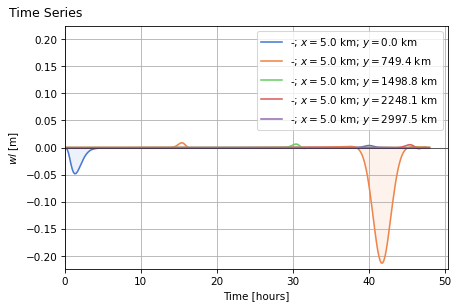 Time Series
wl [m]
0.20
0.15
0.10
0.05
0.00
−0.05
−0.10
−0.15
−0.20
-; x = 5.0 km; y = 0.0 km
-; x = 5.0 km; y = 749.4 km
-; x = 5.0 km; y = 1498.8 km
-; x = 5.0 km; y = 2248.1 km
-; x = 5.0 km; y = 2997.5 km
0 10 20 30 40 50
Time [hours]